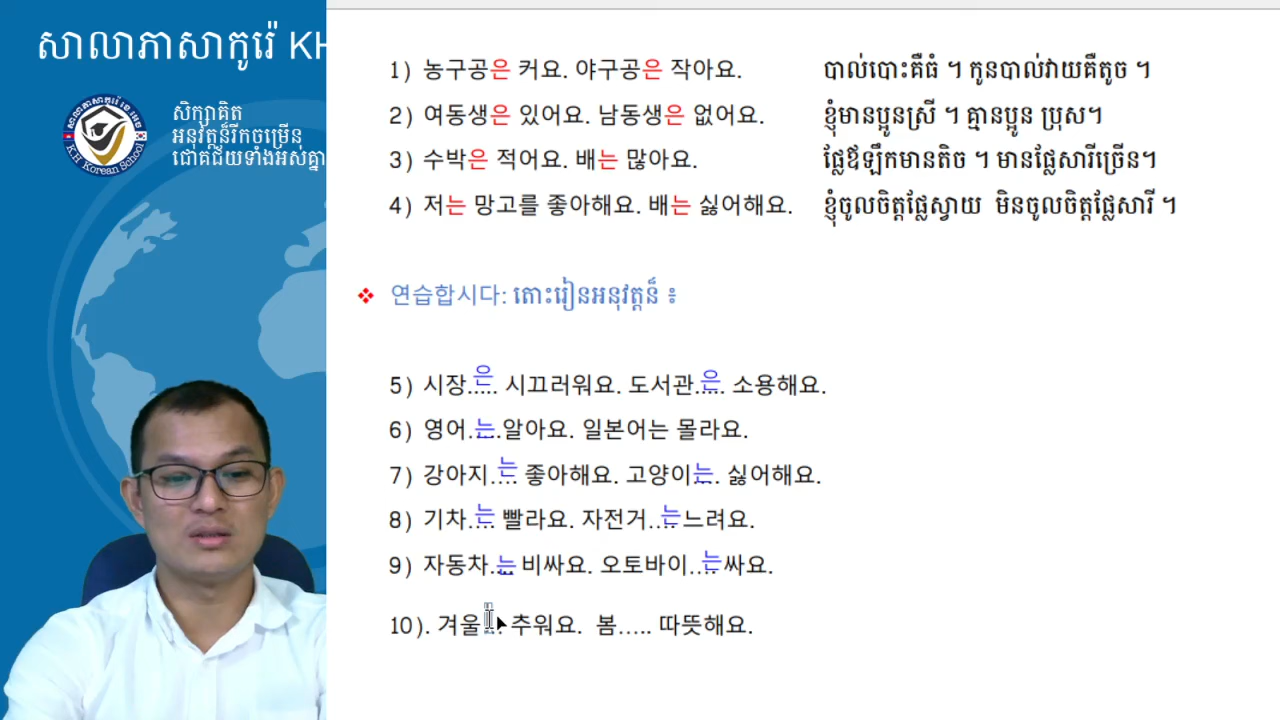 សាលាភាសាកូរ៉េ KH
សិក្សាគិត
អនុវត្តន៍រីកចម្រើន
ជោគជ័យទាំងអស់គ្នា
KH Korean School
1) 농구공은 커요. 야구공은 작아요. បាល់បោះគឺធំ ។ កូនបាល់វាយគឺតូច ។
2) 여동생은 있어요. 남동생은 없어요. ខ្ញុំមានប្អូនស្រី ។ គ្មានប្អូន ប្រុស។
3) 수박은 적어요. 배는 많아요. ផ្លែឪឡឹកមានតិច ។ មានផ្លែសារីច្រើន។
4) 저는 망고를 좋아해요. 배는 싫어해요. ខ្ញុំចូលចិត្តផ្លែស្វាយ មិនចូលចិត្តផ្លែសារី ។
❖ 연습합시다: តោះរៀនអនុវត្តន៏ ៖
5) 시장.은.... 시끄러워요. 도서관.은... 소용해요.
6) 영어.는..알아요. 일본어는 몰라요.
7) 강아지.는... 좋아해요. 고양이는.. 싫어해요.
8) 기차.는... 빨라요. 자전거..는느려요.
9) 자동차.는 비싸요. 오토바이..는..싸요.
10). 겨울... 추워요. 봄..... 따뜻해요.